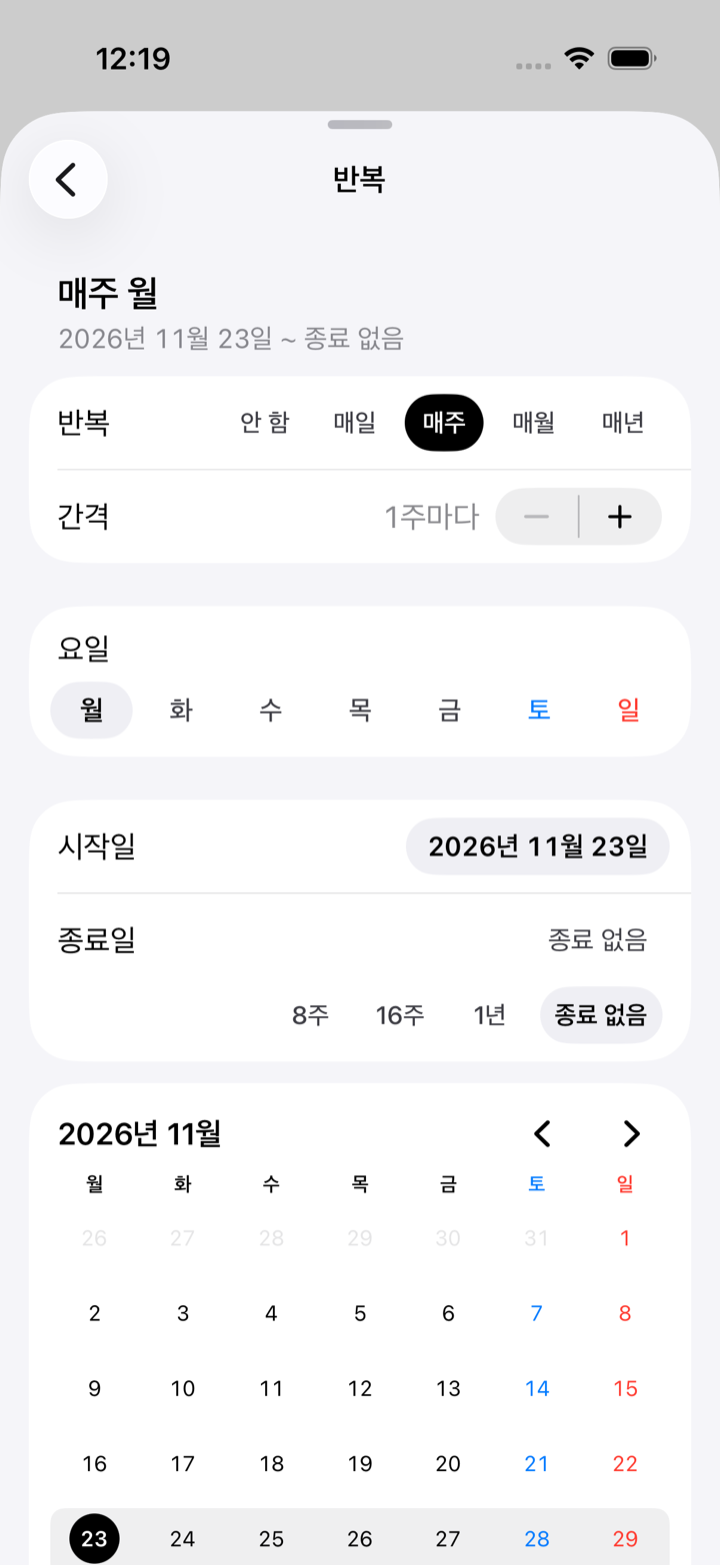 12:19
반복
매주 월
2026년 11월 23일 ~ 종료 없음
반복 안 함 매일 매주 매월 매년
간격 1주마다
요일
월 화 수 목 금 토 일
시작일 2026년 11월 23일
종료일 종료 없음
8주 16주 1년 종료 없음
2026년 11월
월 화 수 목 금 토 일
26 27 28 29 30 31 1
2 3 4 5 6 7 8
9 10 11 12 13 14 15
16 17 18 19 20 21 22
23 24 25 26 27 28 29